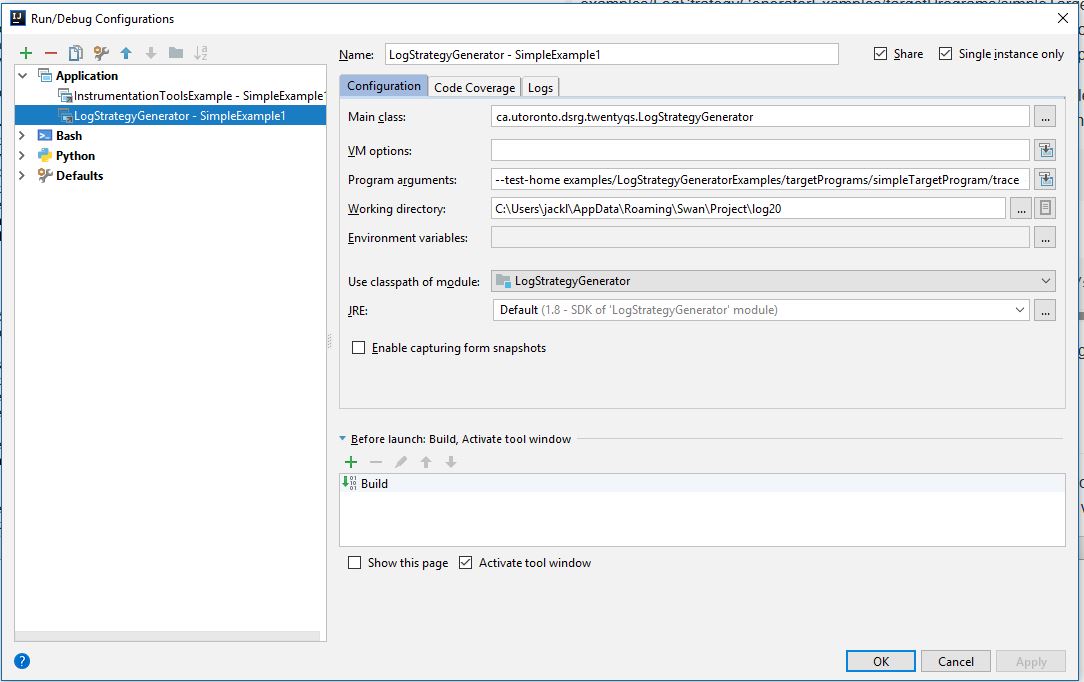 Run/Debug Configurations
Name: LogStrategyGenerator - SimpleExample1 Share Single instance only
Application
InstrumentationToolsExample - SimpleExample1
LogStrategyGenerator - SimpleExample1
Bash
Python
Defaults
Configuration Code Coverage Logs
Main class: ca.utoronto.dsrg.twentyqs.LogStrategyGenerator ...
VM options:
Program arguments: --test-home examples/LogStrategyGeneratorExamples/targetPrograms/simpleTargetProgram/trace
Working directory: C:\Users\jackl\AppData\Roaming\Swan\Project\log20 ...
Environment variables: ...
Use classpath of module: LogStrategyGenerator
JRE: Default (1.8 - SDK of 'LogStrategyGenerator' module) ...
Enable capturing form snapshots
Before launch: Build, Activate tool window
Build
Show this page Activate tool window
? OK Cancel Apply